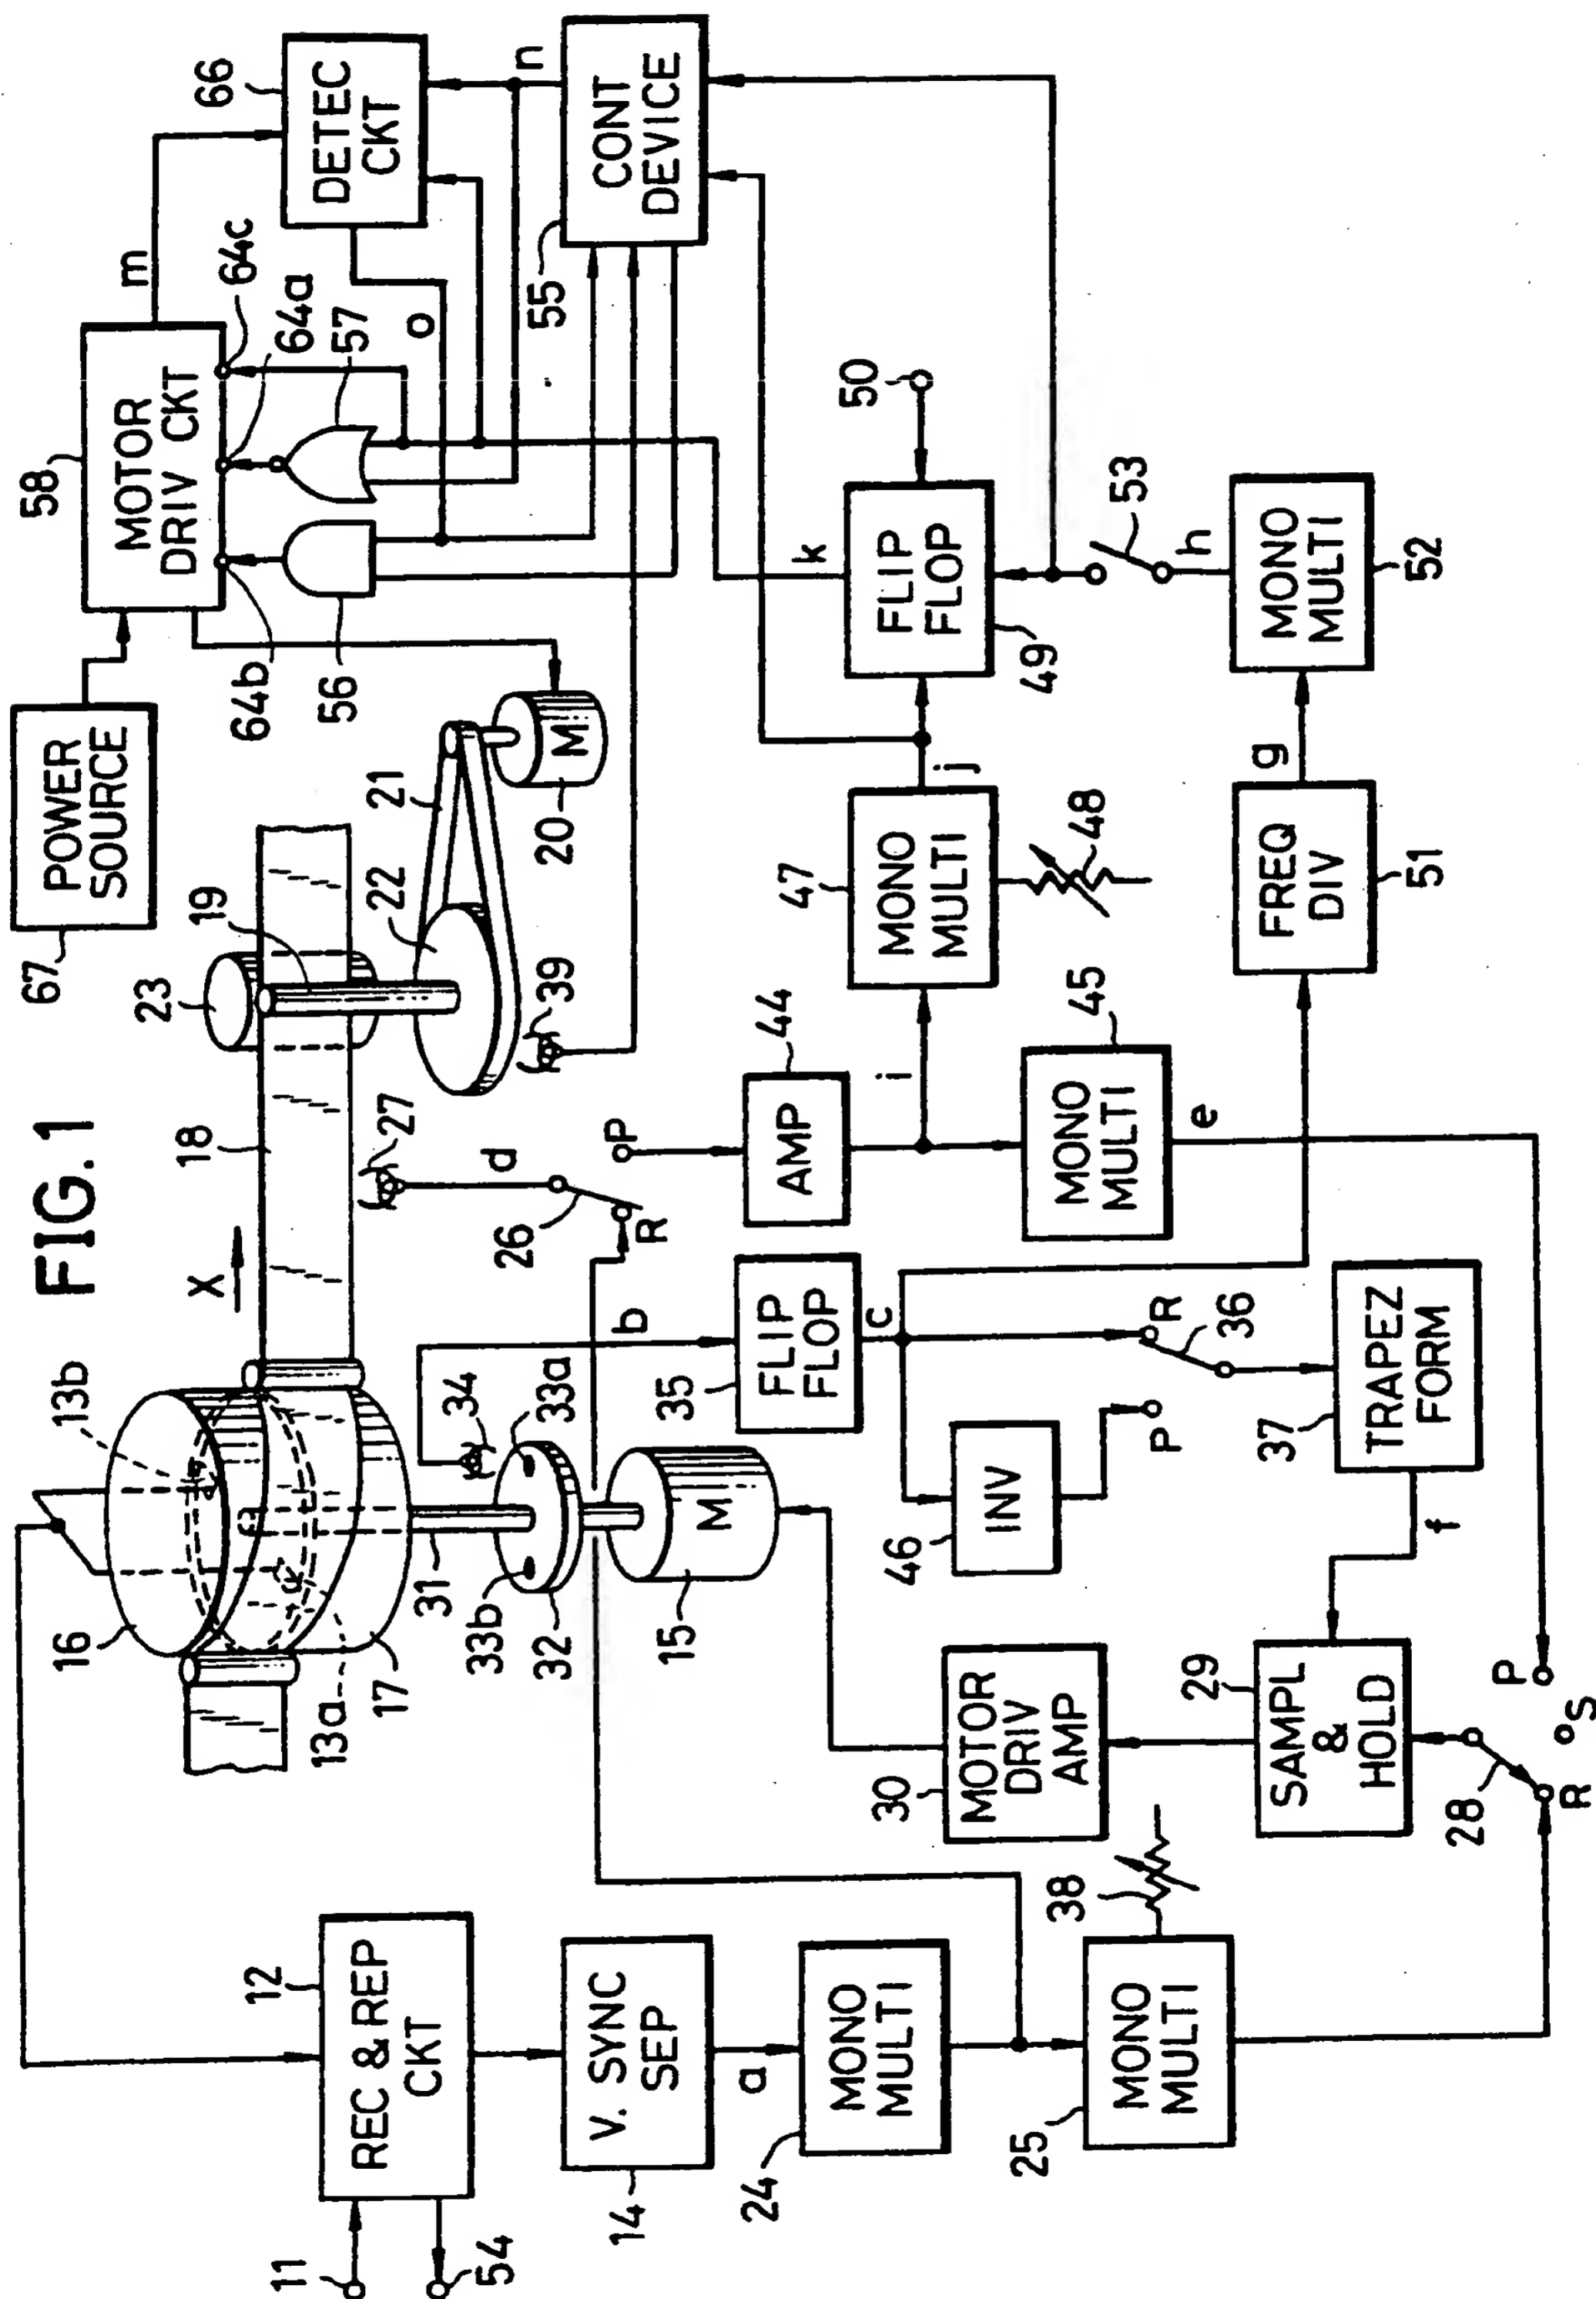 FIG.1
11
54
REC & REP
CKT
12
V. SYNC
SEP
14
a
MONO
MULTI
24
MONO
MULTI
25
38
16
13b
13a
17
31
33b
33a
32
34
M
15
MOTOR
DRIV
AMP
30
SAMPL
&
HOLD
29
28
R
S
P
X
18
27
d
26
P
R
b
FLIP
FLOP
35
c
INV
46
P
R
36
TRAPEZ
FORM
37
f
AMP
44
i
MONO
MULTI
45
e
MONO
MULTI
47
48
j
FREQ
DIV
51
g
MONO
MULTI
52
h
53
FLIP
FLOP
49
50
k
23
19
22
21
39
M
20
POWER
SOURCE
67
MOTOR
DRIV CKT
58
64b
56
57
64a
64c
m
o
DETEC
CKT
66
n
CONT
DEVICE
55